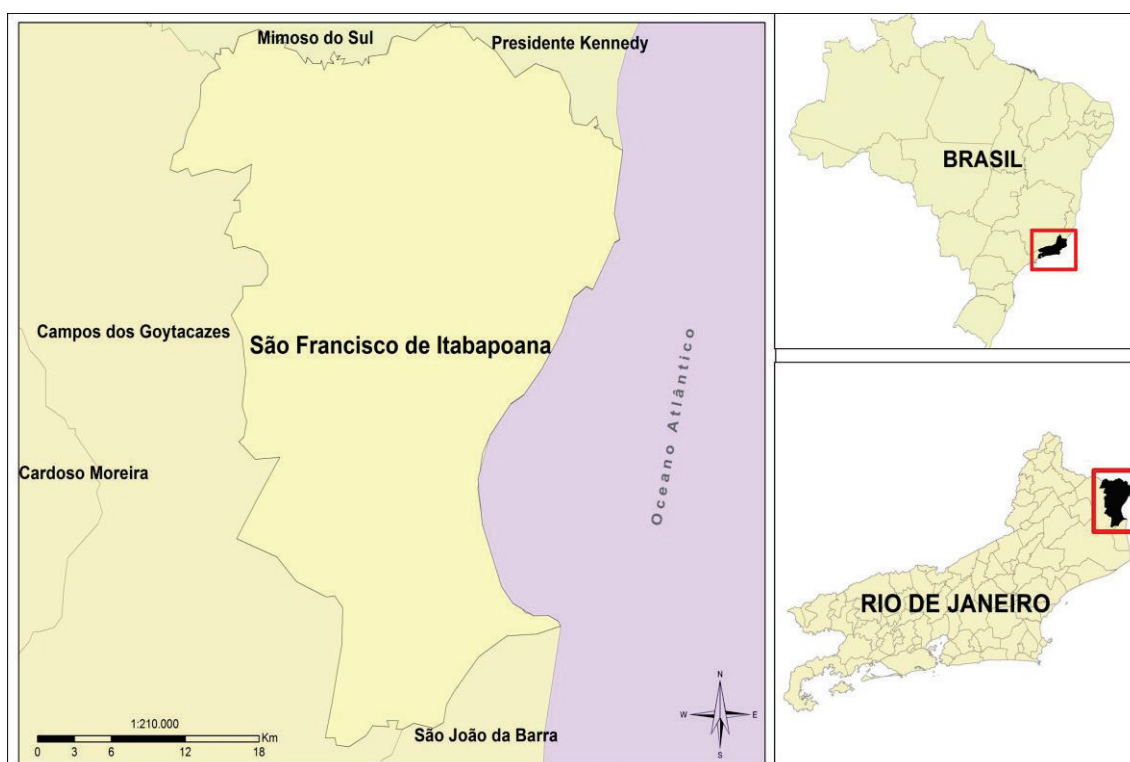 Mimoso do Sul
Presidente Kennedy
Campos dos Goytacazes
São Francisco de Itabapoana
Oceano Atlântico
Cardoso Moreira
São João da Barra
1:210.000
Km
0 3 6 12 18
N
W E
S
BRASIL
RIO DE JANEIRO